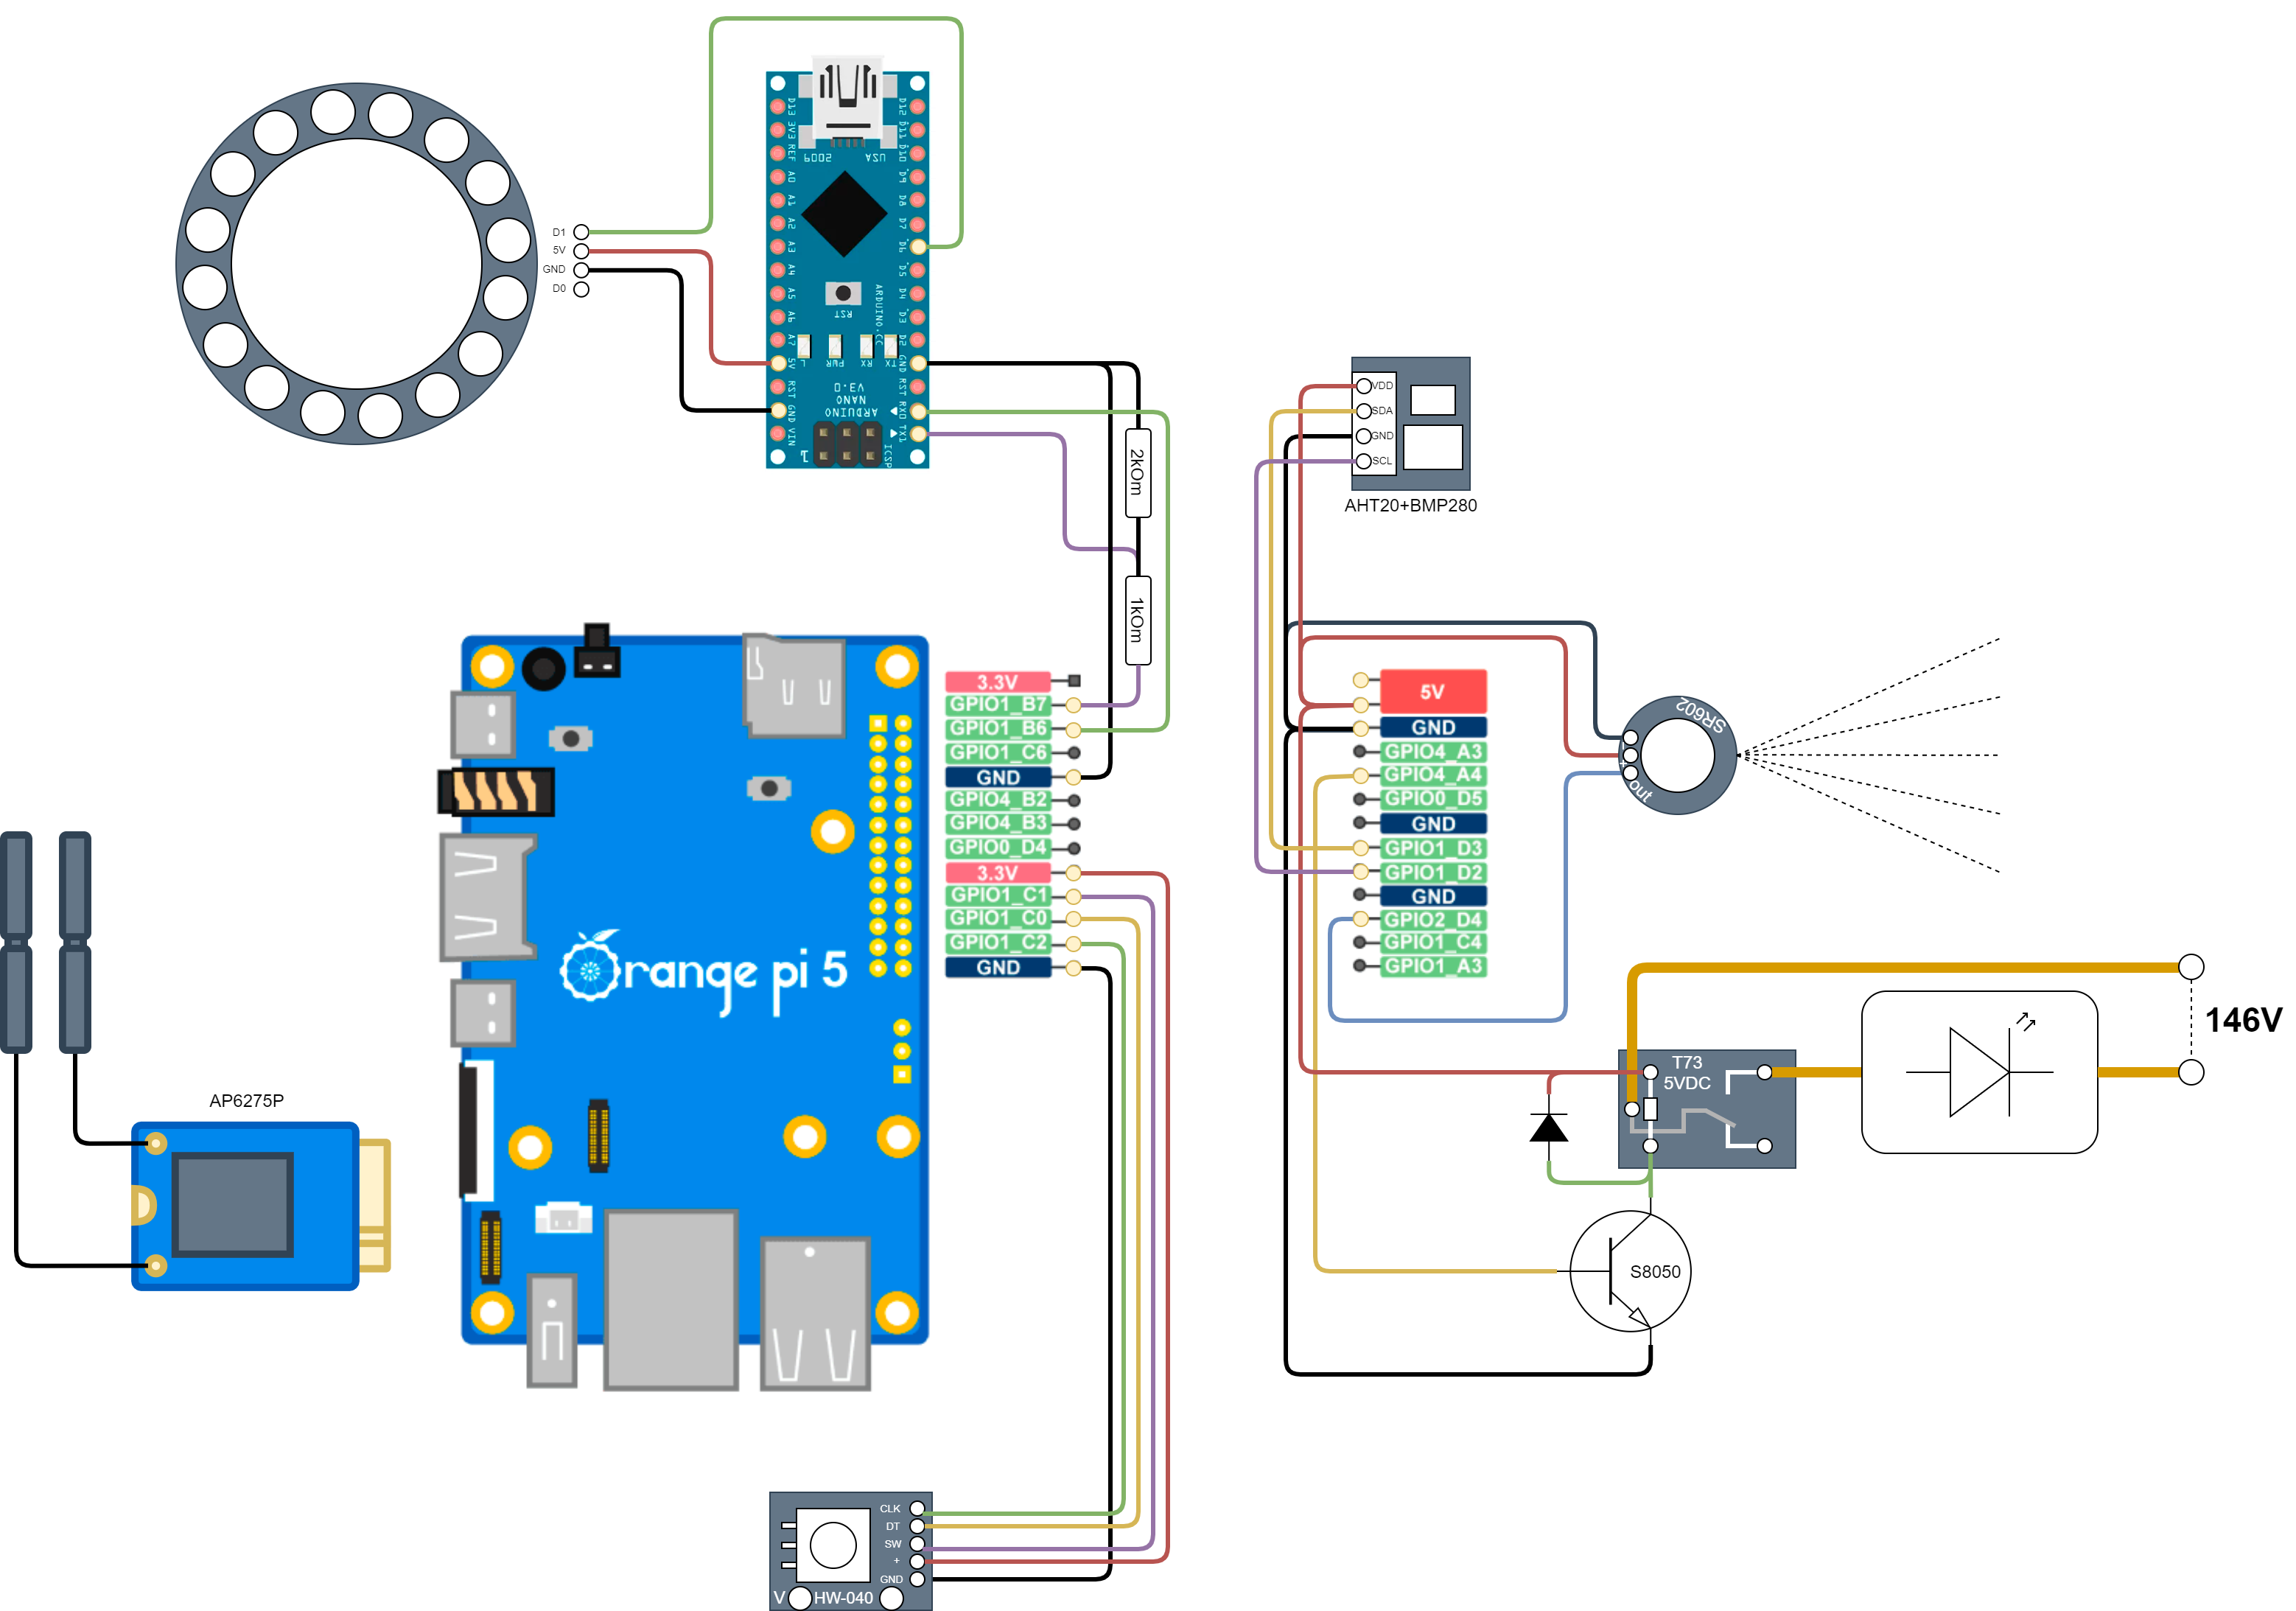 D1
5V
GND
D0
D13
3V3
REF
A0
A1
A2
A3
A4
A5
A6
A7
5V
RST
GND
VIN
D12
D11
D10
D9
D8
D7
D6
D5
D4
D3
D2
GND
RST
RX0
TX1
2009
USA
RST
ARDUINO.CC
L
PWR
RX
TX
V3.0
NANO
ARDUINO
1
ICSP
2kOm
1kOm
VDD
SDA
GND
SCL
AHT20+BMP280
3.3V
GPIO1_B7
GPIO1_B6
GPIO1_C6
GND
GPIO4_B2
GPIO4_B3
GPIO0_D4
3.3V
GPIO1_C1
GPIO1_C0
GPIO1_C2
GND
5V
GND
GPIO4_A3
GPIO4_A4
GPIO0_D5
GND
GPIO1_D3
GPIO1_D2
GND
GPIO2_D4
GPIO1_C4
GPIO1_A3
SR602
out
range pi 5
146V
T73
5VDC
AP6275P
S8050
CLK
DT
SW
+
GND
V
HW-040